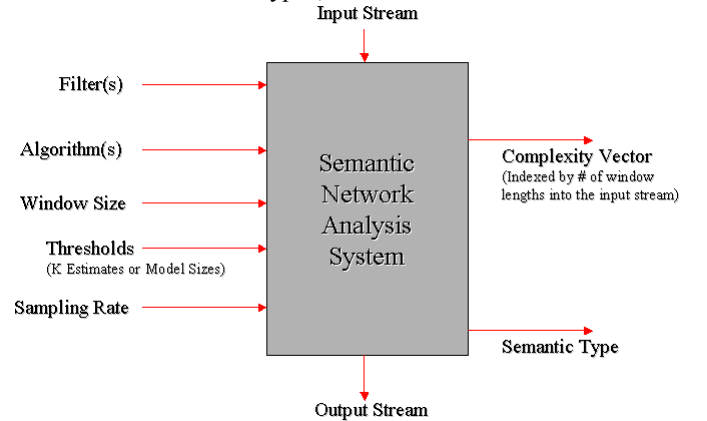 Input Stream
Filter(s)
Algorithm(s)
Window Size
Thresholds
(K Estimates or Model Sizes)
Sampling Rate
Semantic
Network
Analysis
System
Complexity Vector
(Indexed by # of window
lengths into the input stream)
Semantic Type
Output Stream